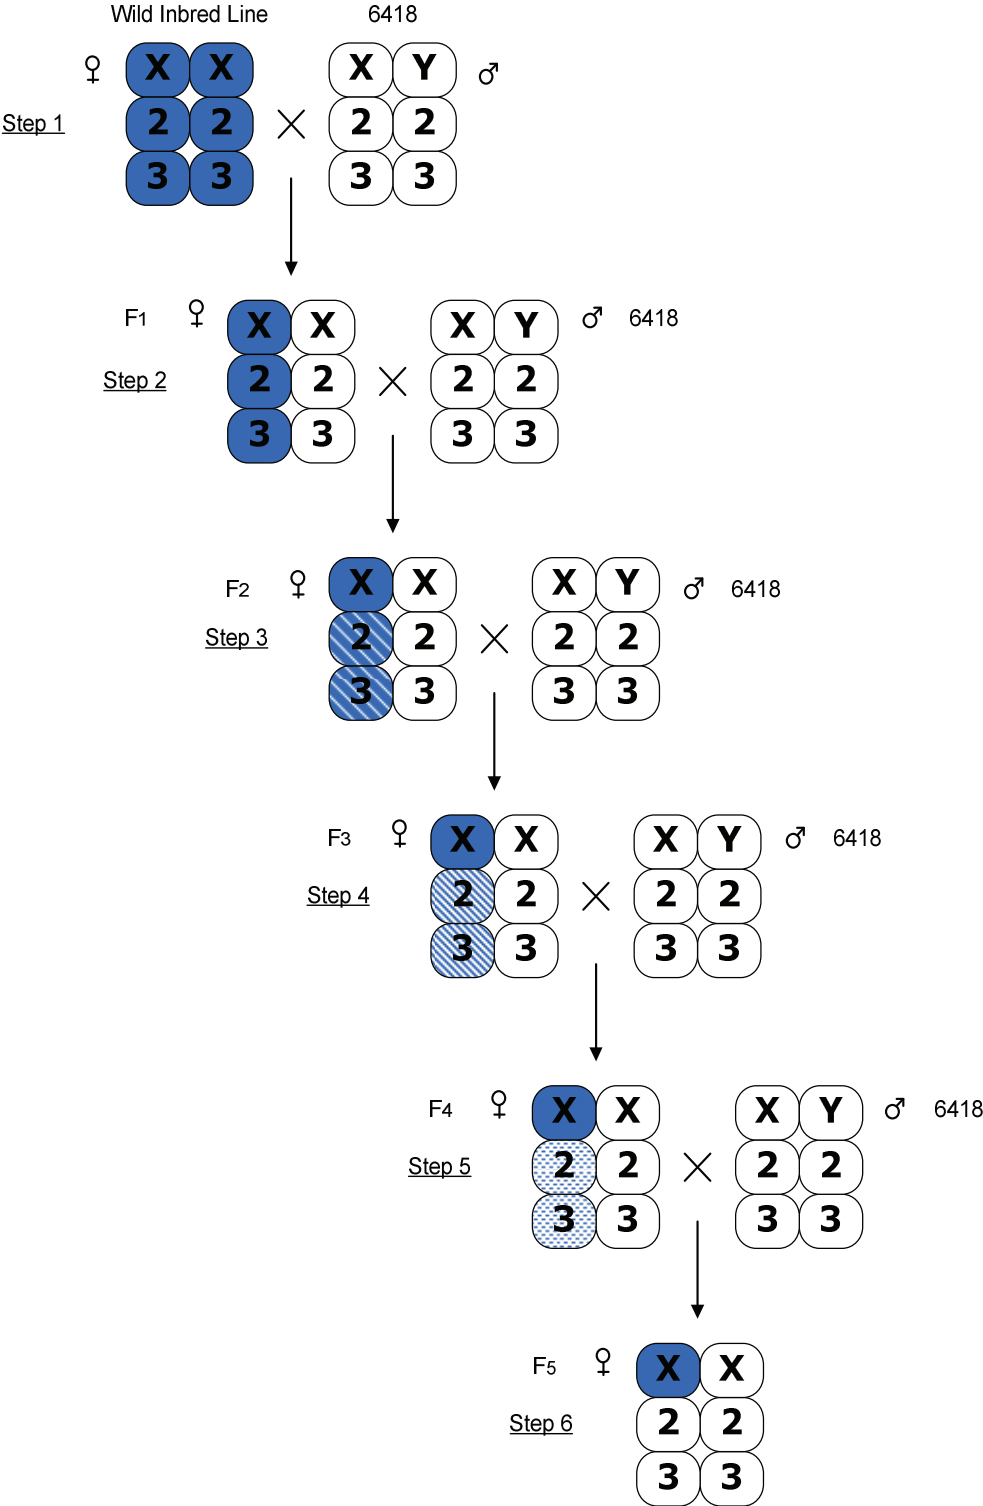 Wild Inbred Line 6418
♀ X X X Y ♂
Step 1 2 2 × 2 2
3 3 3 3
F1 ♀ X X X Y ♂ 6418
Step 2 2 2 × 2 2
3 3 3 3
F2 ♀ X X X Y ♂ 6418
Step 3 2 2 × 2 2
3 3 3 3
F3 ♀ X X X Y ♂ 6418
Step 4 2 2 × 2 2
3 3 3 3
F4 ♀ X X X Y ♂ 6418
Step 5 2 2 × 2 2
3 3 3 3
F5 ♀ X X
Step 6 2 2
3 3